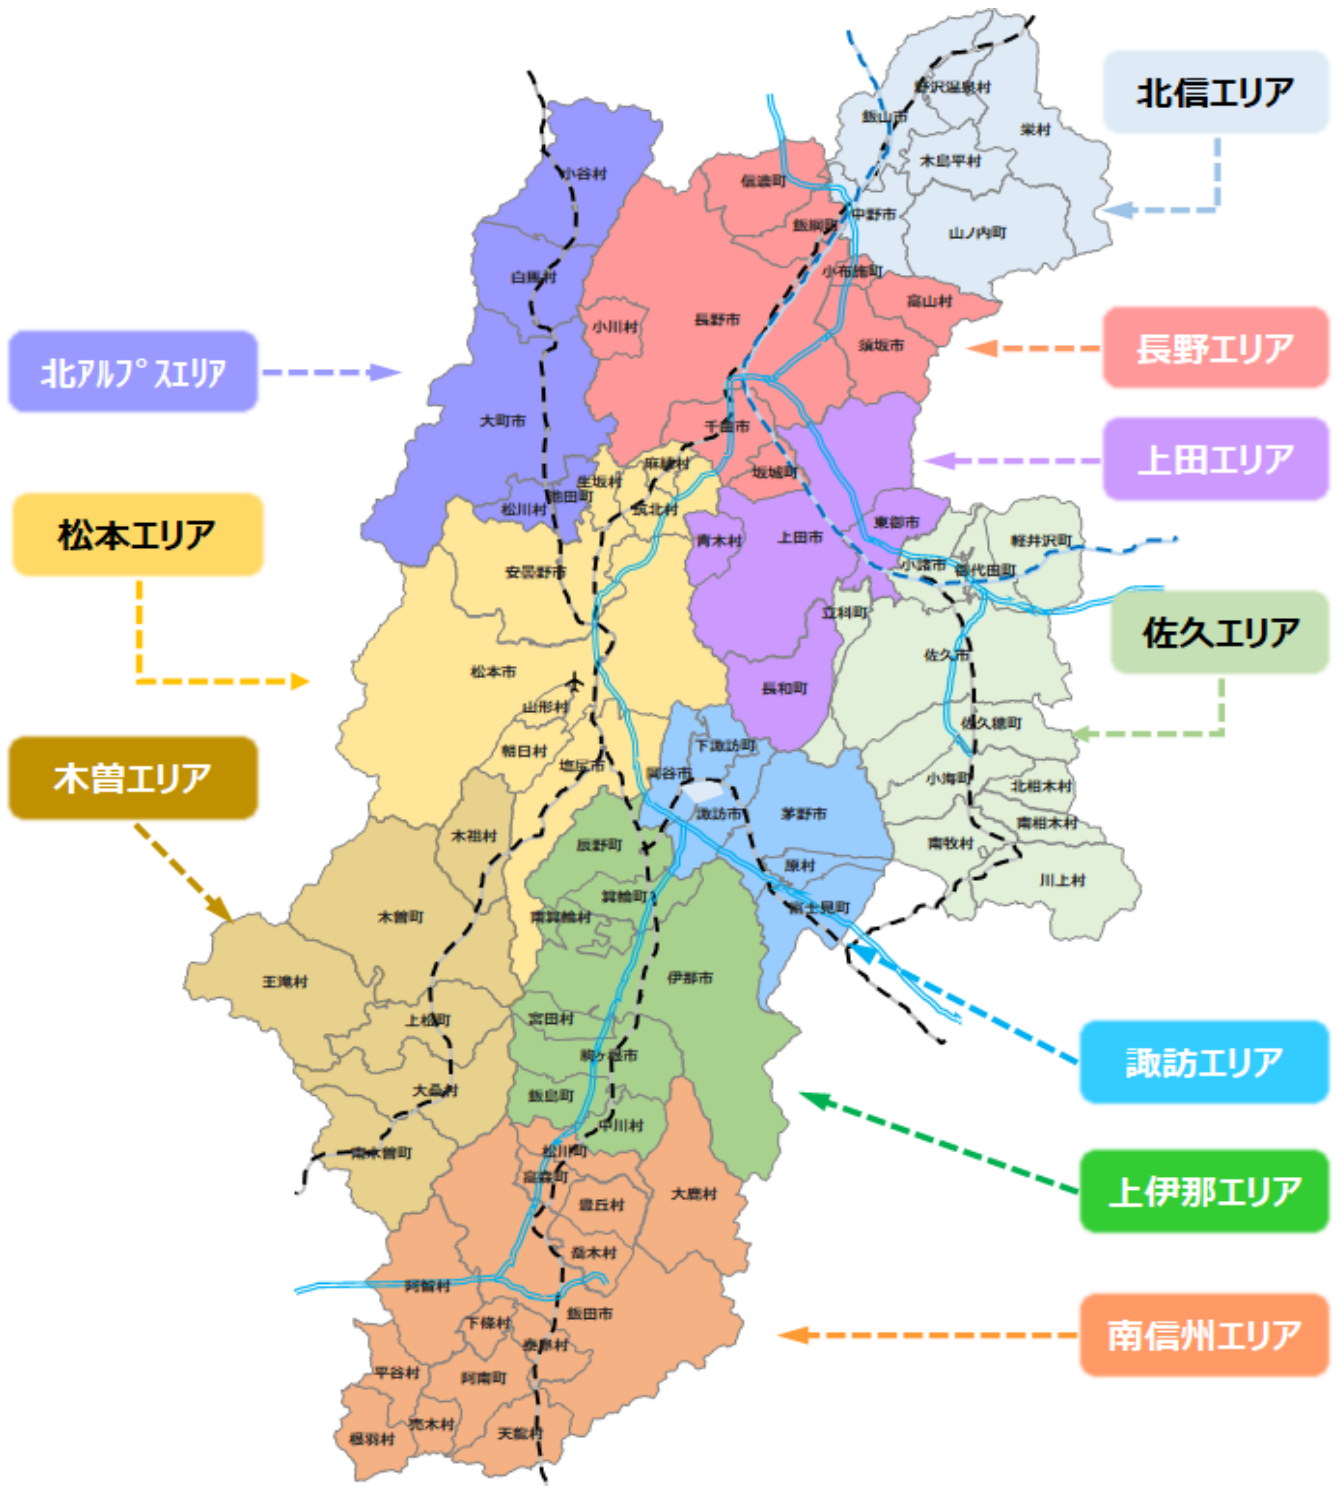 北信エリア
野沢温泉村
飯山市
栄村
木島平村
小谷村
信濃町
中野市
飯綱町
山ノ内町
白馬村
小布施町
高山村
長野市
小川村
須坂市
長野エリア
北アルプスエリア
大町市
千曲市
上田エリア
麻績村
坂城町
生坂村
池田町
松川村
筑北村
東御市
松本エリア
青木村
上田市
軽井沢町
小諸市
御代田町
安曇野市
立科町
佐久エリア
佐久市
松本市
長和町
山形村
佐久穂町
朝日村
下諏訪町
塩尻市
岡谷市
木曽エリア
小海町
北相木村
諏訪市
茅野市
南相木村
木祖村
辰野町
南牧村
原村
川上村
箕輪町
富士見町
木曽町
南箕輪村
王滝村
伊那市
上松町
宮田村
駒ヶ根市
諏訪エリア
大桑村
飯島町
中川村
南木曽町
松川町
高森町
大鹿村
上伊那エリア
豊丘村
喬木村
阿智村
飯田市
下條村
南信州エリア
泰阜村
平谷村
阿南町
売木村
天龍村
根羽村